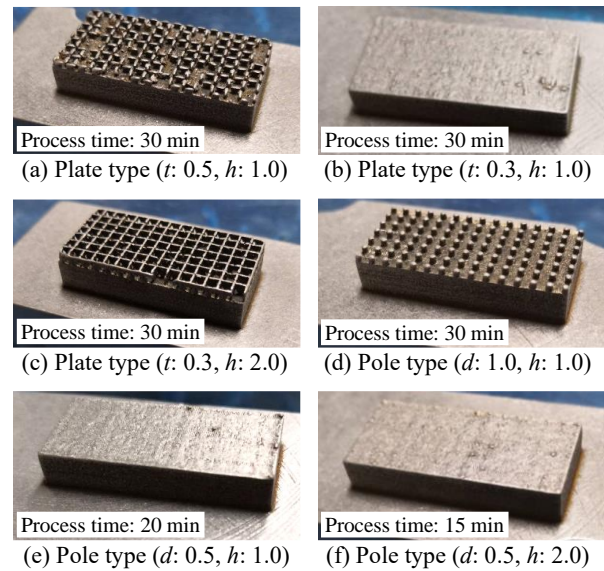 Process time: 30 min
Process time: 30 min
(a) Plate type (t: 0.5, h: 1.0)
(b) Plate type (t: 0.3, h: 1.0)
Process time: 30 min
Process time: 30 min
(c) Plate type (t: 0.3, h: 2.0)
(d) Pole type (d: 1.0, h: 1.0)
Process time: 20 min
Process time: 15 min
(e) Pole type (d: 0.5, h: 1.0)
(f) Pole type (d: 0.5, h: 2.0)